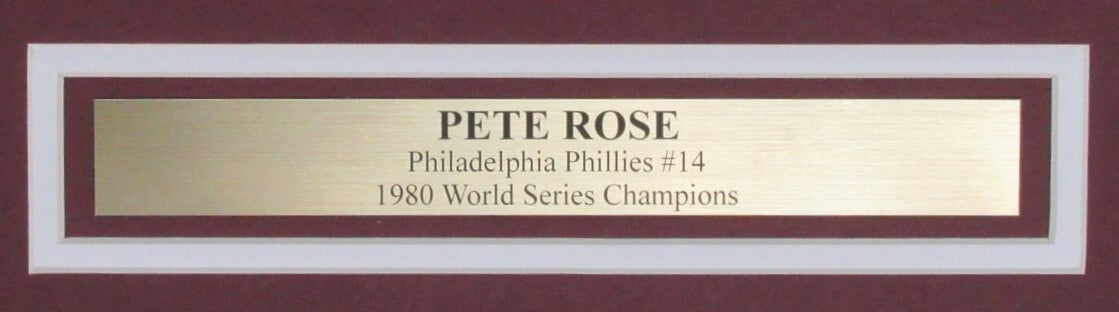 PETE ROSE
Philadelphia Phillies #14
1980 World Series Champions